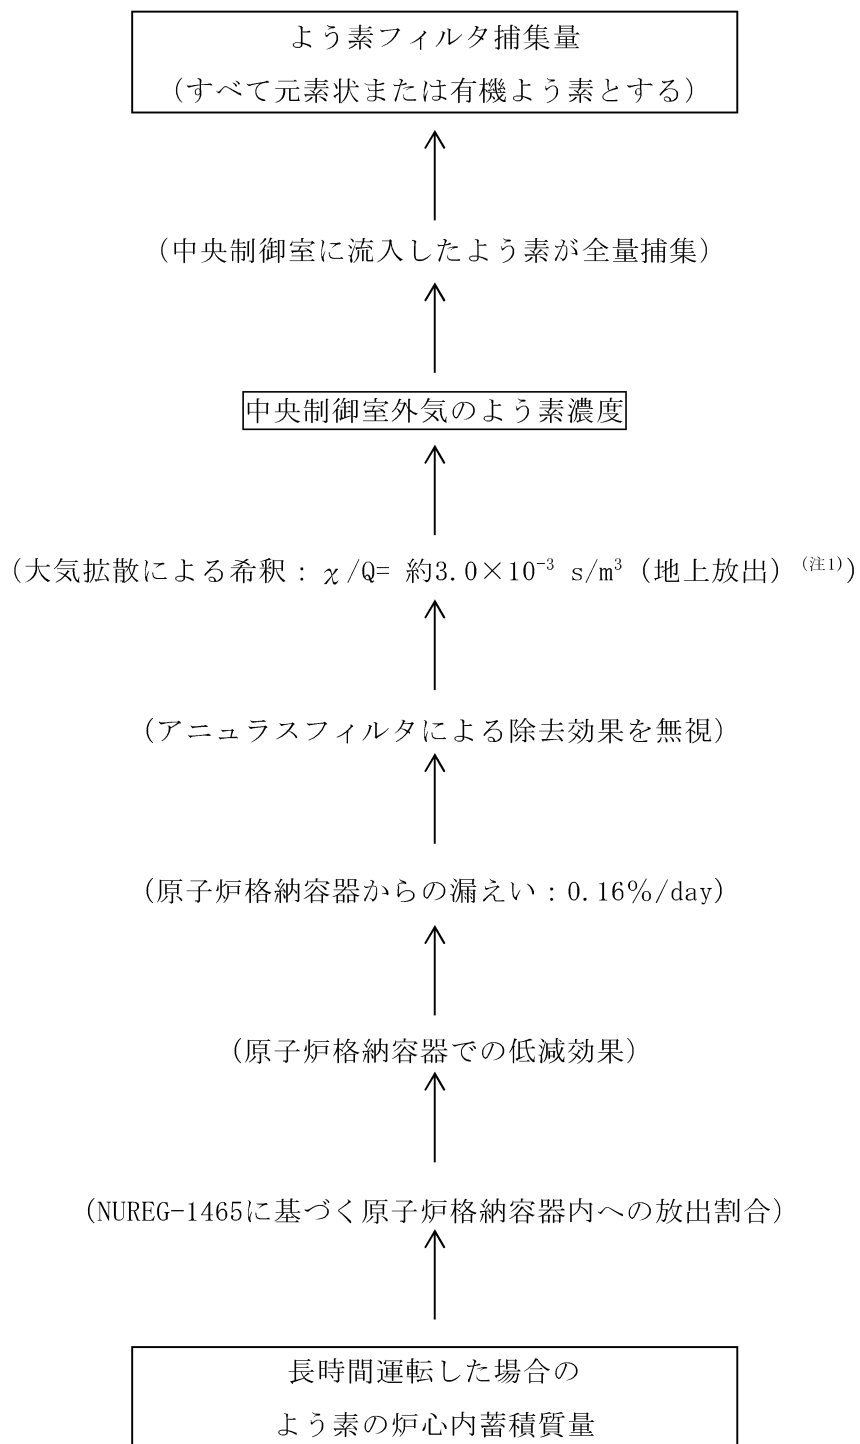 よう素フィルタ捕集量
(すべて元素状または有機よう素とする)
(中央制御室に流入したよう素が全量捕集)
中央制御室外気のよう素濃度
(大気拡散による希釈：χ/Q= 約3.0×10⁻³ s/m³ (地上放出) (注1))
(アニュラスフィルタによる除去効果を無視)
(原子炉格納容器からの漏えい：0.16%/day)
(原子炉格納容器での低減効果)
(NUREG-1465に基づく原子炉格納容器内への放出割合)
長時間運転した場合の
よう素の炉心内蓄積質量